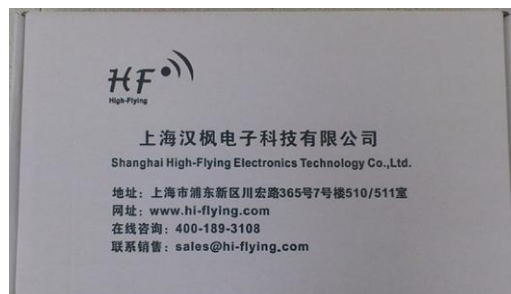 HF
High-Flying
上海汉枫电子科技有限公司
Shanghai High-Flying Electronics Technology Co.,Ltd.
地址：上海市浦东新区川宏路365号7号楼510/511室
网址：www.hi-flying.com
在线咨询：400-189-3108
联系销售：sales@hi-flying.com